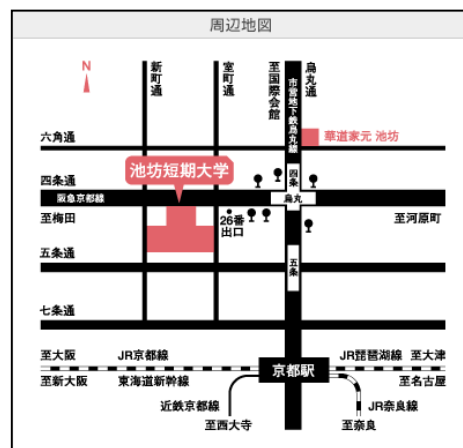 周辺地図
N
新町通
室町通
至国際会館
市営地下鉄烏丸線
烏丸通
六角通
華道家元 池坊
池坊短期大学
四条通
四条
阪急京都線
烏丸
至梅田
26番
出口
至河原町
五条通
五条
七条通
至大阪
JR京都線
JR琵琶湖線
至大津
京都駅
至新大阪
東海道新幹線
至名古屋
近鉄京都線
JR奈良線
至西大寺
至奈良